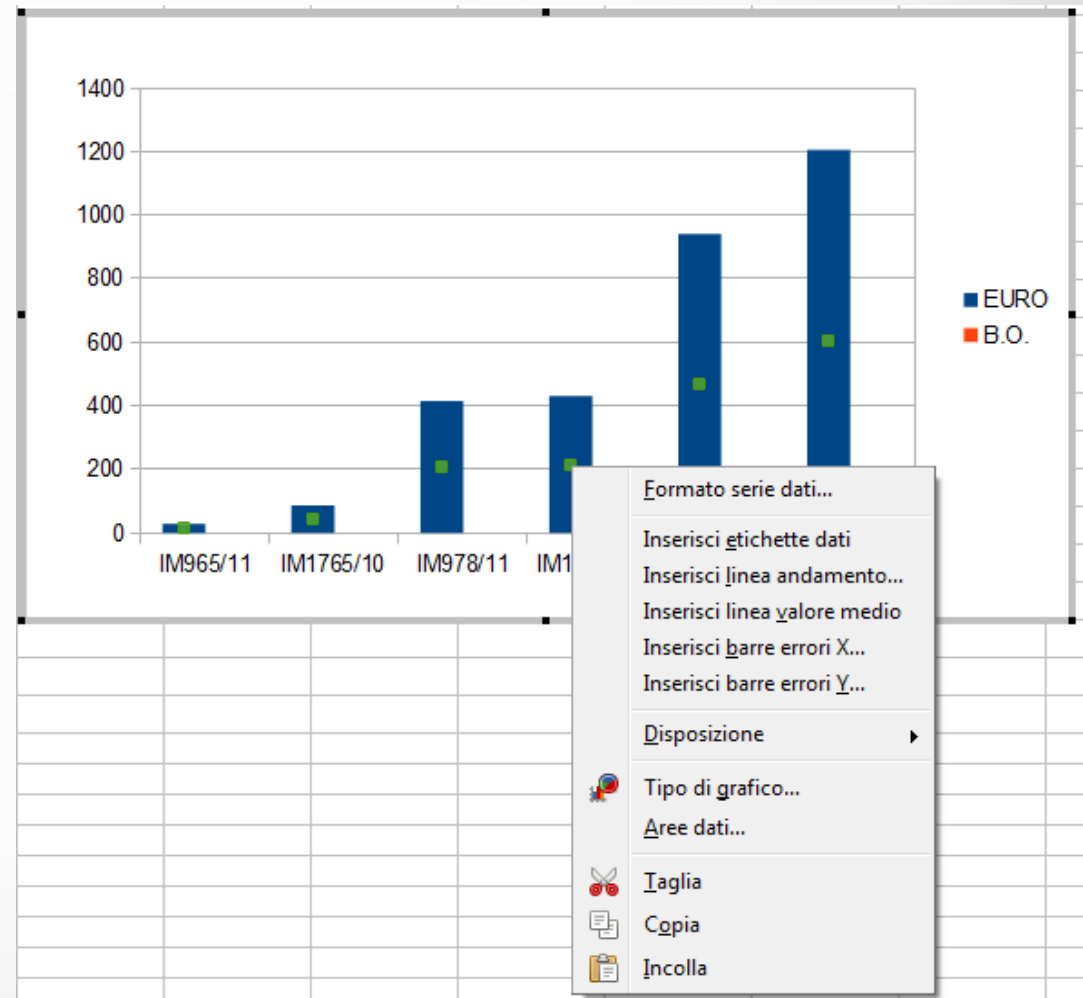 1400
1200
1000
800
600
400
200
0
IM965/11 IM1765/10 IM978/11 IM1
EURO
B.O.
Formato serie dati...
Inserisci etichette dati
Inserisci linea andamento...
Inserisci linea valore medio
Inserisci barre errori X...
Inserisci barre errori Y...
Disposizione
Tipo di grafico...
Aree dati...
Taglia
Copia
Incolla